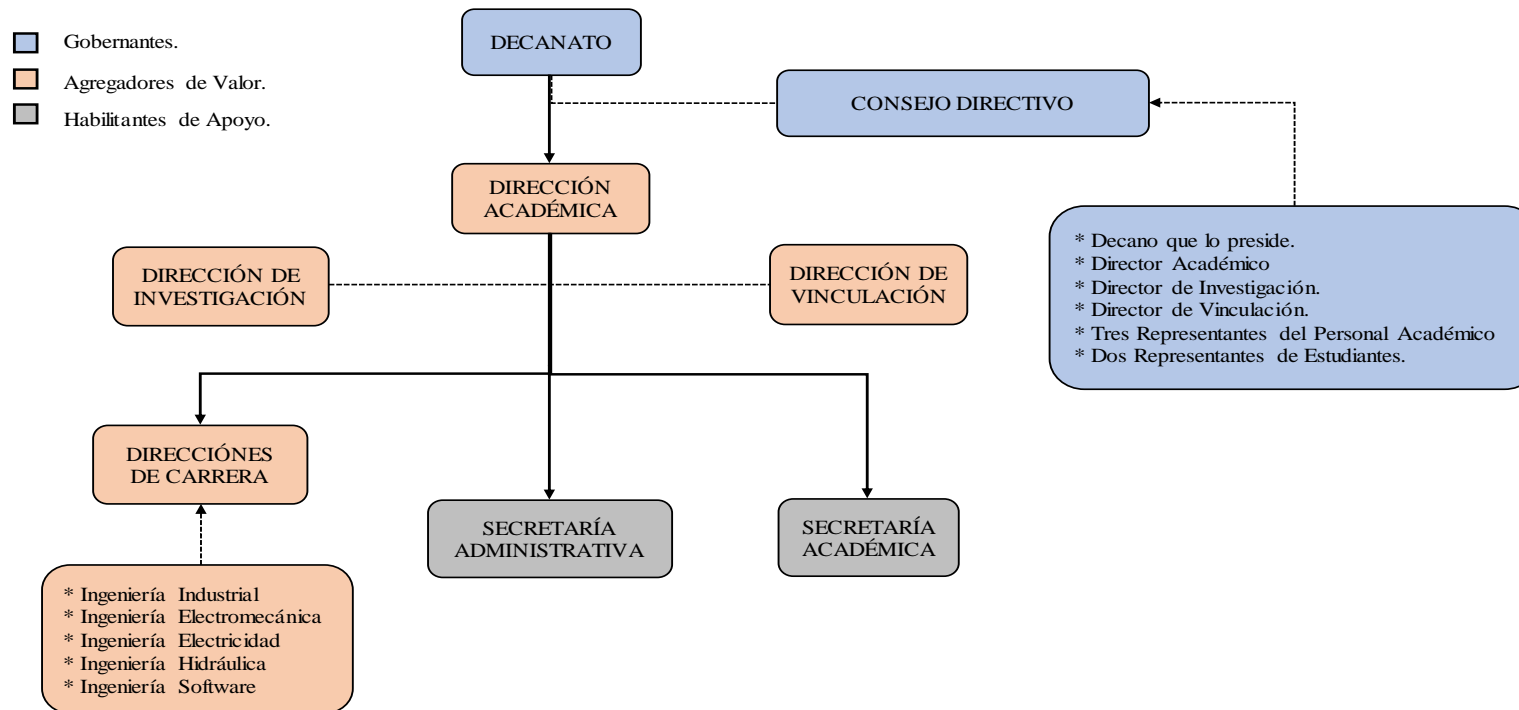 Gobernantes.
Agregadores de Valor.
Habilitantes de Apoyo.
DECANATO
CONSEJO DIRECTIVO
DIRECCIÓN
ACADÉMICA
* Decano que lo preside.
* Director Académico
* Director de Investigación.
* Director de Vinculación.
* Tres Representantes del Personal Académico
* Dos Representantes de Estudiantes.
DIRECCIÓN DE
INVESTIGACIÓN
DIRECCIÓN DE
VINCULACIÓN
DIRECCIÓNES
DE CARRERA
SECRETARÍA
ADMINISTRATIVA
SECRETARÍA
ACADÉMICA
* Ingeniería Industrial
* Ingeniería Electromecánica
* Ingeniería Electricidad
* Ingeniería Hidráulica
* Ingeniería Software